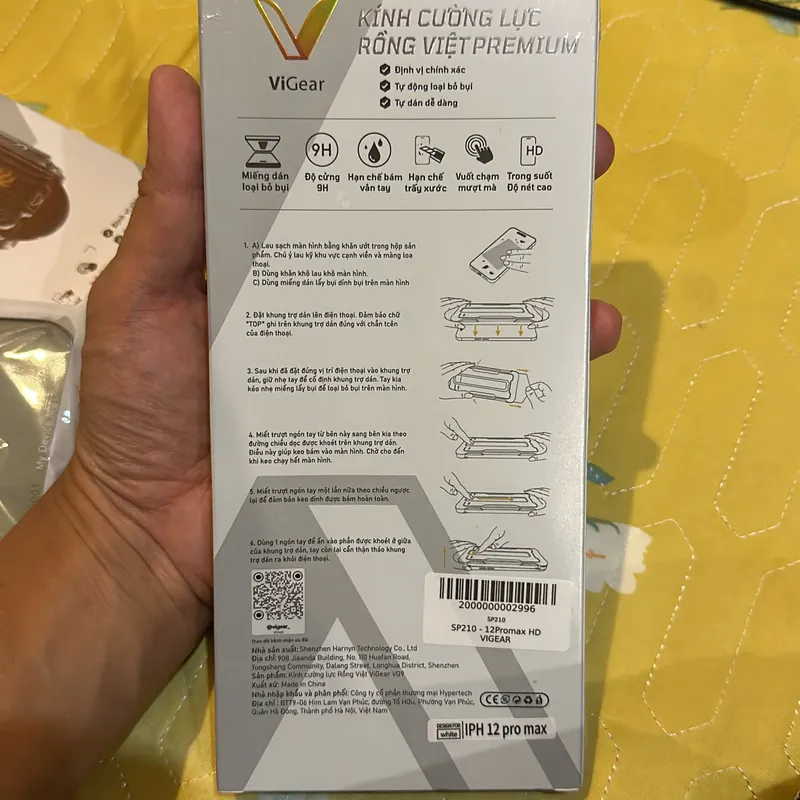 KÍNH CƯỜNG LỰC
RỒNG VIỆT PREMIUM
ViGear
Định vị chính xác
Tự động loại bỏ bụi
Tự dán dễ dàng
9H
HD
Miếng dán
loại bỏ bụi
Độ cứng
9H
Hạn chế bám
vân tay
Hạn chế
trầy xước
Vuốt chạm
mượt mà
Trong suốt
Độ nét cao
1. A) Lau sạch màn hình bằng khăn ướt trong hộp sản
phẩm. Chú ý lau kỹ khu vực cạnh viền và màng loa
thoại.
B) Dùng khăn khô lau khô màn hình.
C) Dùng miếng dán lấy bụi dính bụi trên màn hình
2. Đặt khung trợ dán lên điện thoại. Đảm bảo chữ
"TOP" ghi trên khung trợ dán đúng với chắn tcên
của điện thoại.
3. Sau khi đã đặt đúng vị trí điện thoại vào khung trợ
dán, giữ nhẹ tay để cố định khung trợ dán. Tay kia
kéo nhẹ miếng lấy bụi để loại bỏ bụi trên màn hình.
4. Miết trượt ngón tay từ bên này sang bên kia theo
đường chiều dọc được khoét trên khung trợ dán.
Điều này giúp keo bám vào màn hình. Chờ cho đến
khi keo chạy hết màn hình.
5. Miết trượt ngón tay một lần nữa theo chiều ngược
lại để đảm bảo keo dính được bám hoàn toàn.
6. Dùng 1 ngón tay để ấn vào phần được khoét ở giữa
của khung trợ dán, tay còn lại cẩn thận tháo khung
trợ dán ra khỏi điện thoại.
@vigear_
Theo dõi kênh nhận ưu đãi
2000000002996
SP210
SP210 - 12Promax HD
VIGEAR
Nhà sản xuất: Shenzhen Harnyn Technology Co., Ltd
Địa chỉ: 908 Jiaanda Building, No. 110 Huafan Road,
Tongsheng Community, Dalang Street, Longhua District, Shenzhen
Sản phẩm: Kính cường lực Rồng Việt ViGear V09
Xuất xứ: Made in China
Nhà nhập khẩu và phân phối: Công ty cổ phần thương mại Hypertech
Địa chỉ : BTT9-06 Him Lam Vạn Phúc, đường Tố Hữu, Phường Vạn Phúc,
Quận Hà Đông, Thành phố Hà Nội, Việt Nam
CE
DESIGN FOR
white
IPH 12 pro max